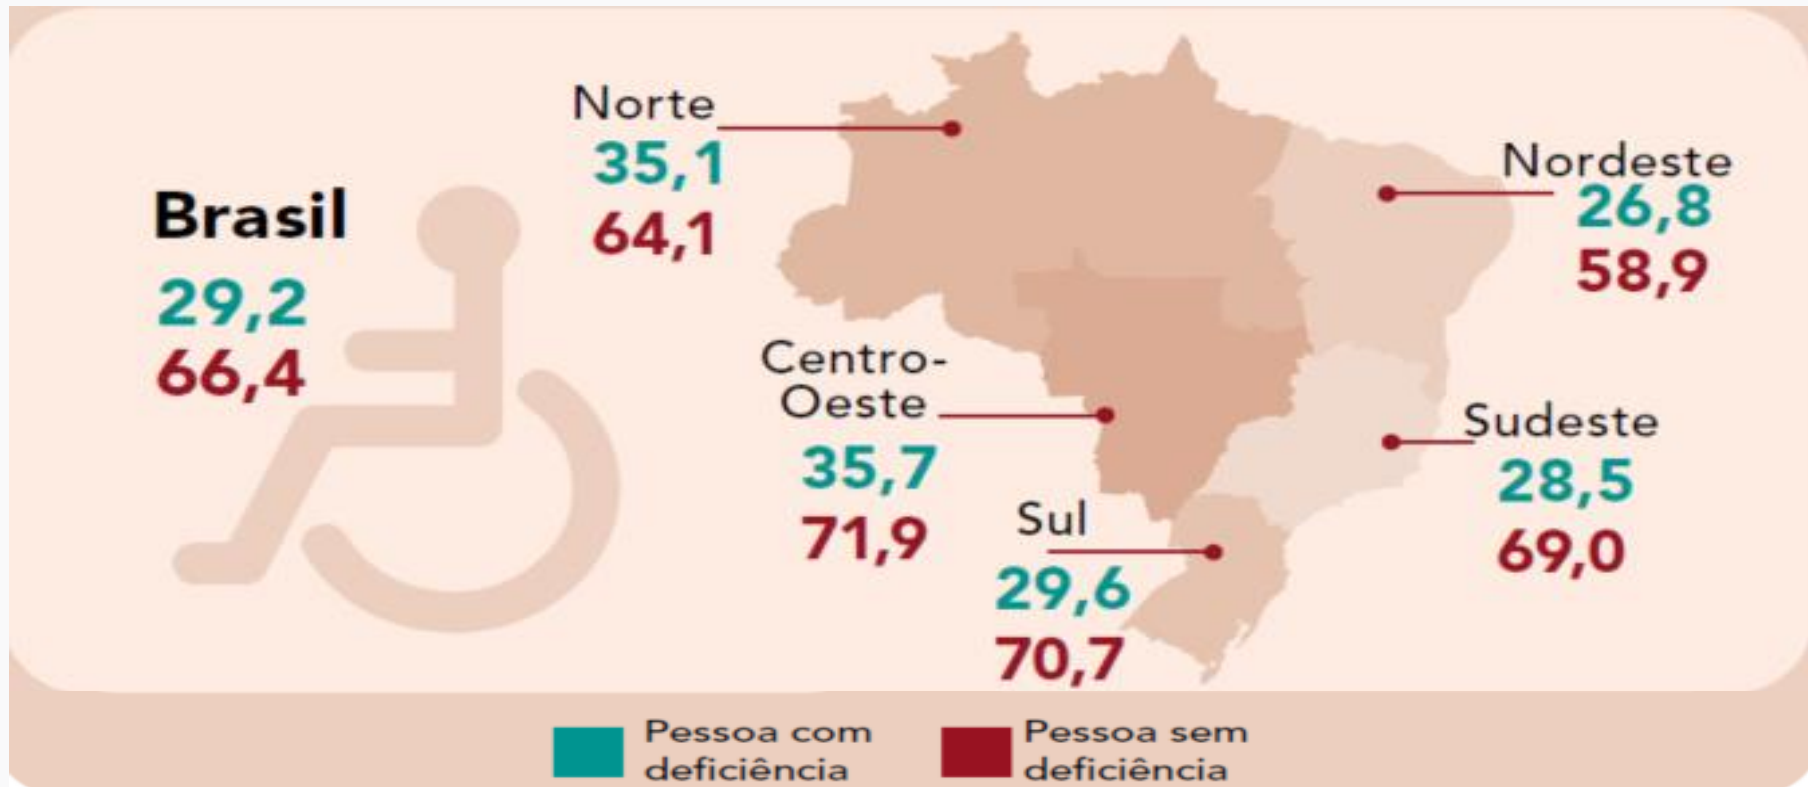 Brasil
29,2
66,4
Norte
35,1
64,1
Nordeste
26,8
58,9
Centro-
Oeste
35,7
71,9
Sudeste
28,5
69,0
Sul
29,6
70,7
Pessoa com
deficiência
Pessoa sem
deficiência